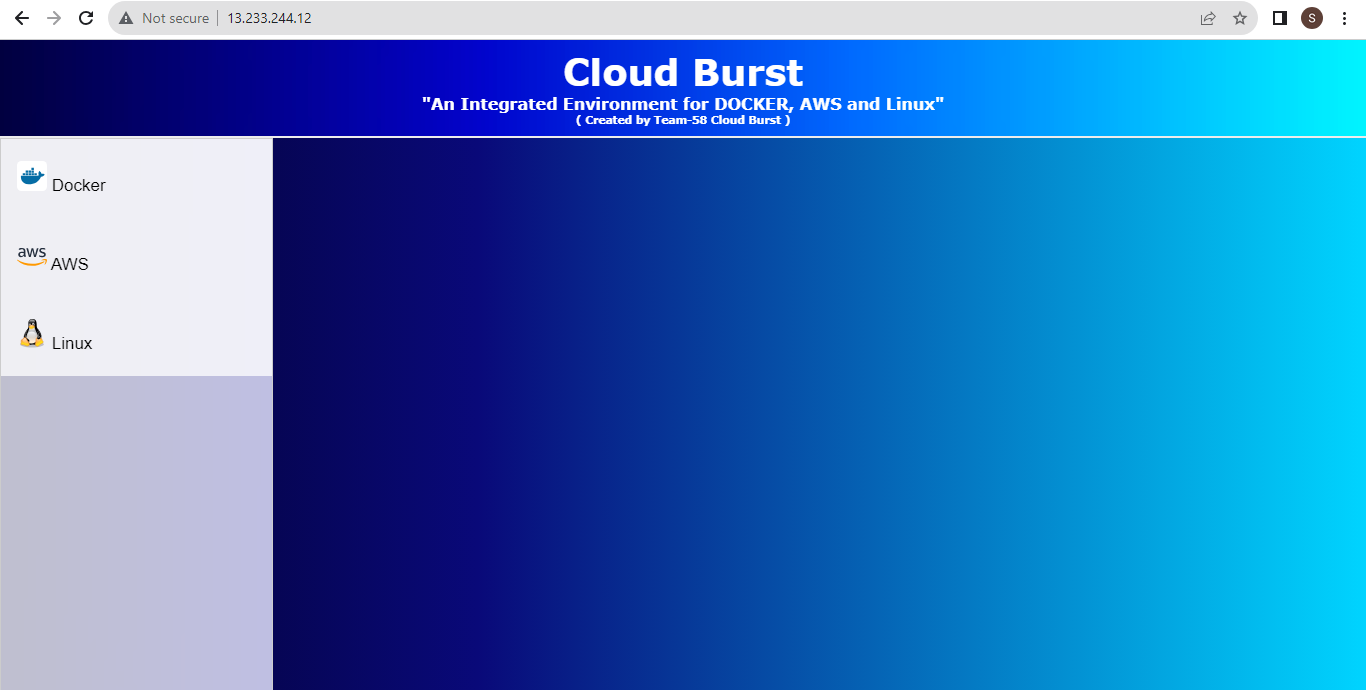 Not secure
13.233.244.12
S
Cloud Burst
"An Integrated Environment for DOCKER, AWS and Linux"
( Created by Team-58 Cloud Burst )
Docker
aws
AWS
Linux